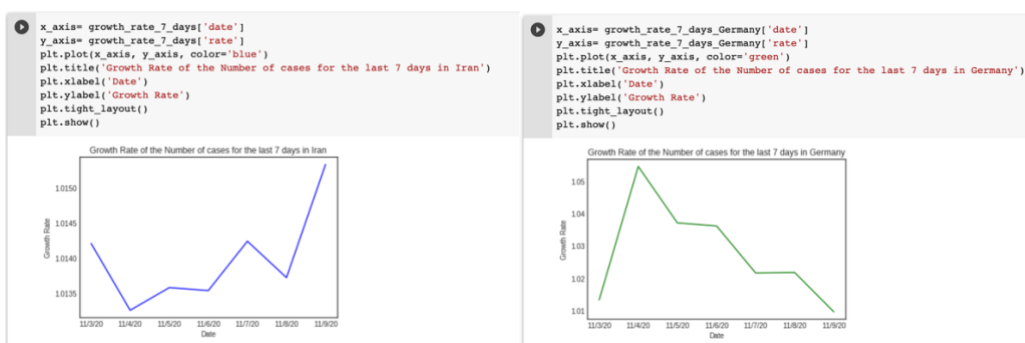 x_axis= growth_rate_7_days['date']
y_axis= growth_rate_7_days['rate']
plt.plot(x_axis, y_axis, color='blue')
plt.title('Growth Rate of the Number of cases for the last 7 days in Iran')
plt.xlabel('Date')
plt.ylabel('Growth Rate')
plt.tight_layout()
plt.show()
Growth Rate of the Number of cases for the last 7 days in Iran
1.0150
1.0145
1.0140
1.0135
Growth Rate
11/3/20 11/4/20 11/5/20 11/6/20 11/7/20 11/8/20 11/9/20
Date
x_axis= growth_rate_7_days_Germany['date']
y_axis= growth_rate_7_days_Germany['rate']
plt.plot(x_axis, y_axis, color='green')
plt.title('Growth Rate of the Number of cases for the last 7 days in Germany')
plt.xlabel('Date')
plt.ylabel('Growth Rate')
plt.tight_layout()
plt.show()
Growth Rate of the Number of cases for the last 7 days in Germany
1.05
1.04
1.03
1.02
1.01
Growth Rate
11/3/20 11/4/20 11/5/20 11/6/20 11/7/20 11/8/20 11/9/20
Date